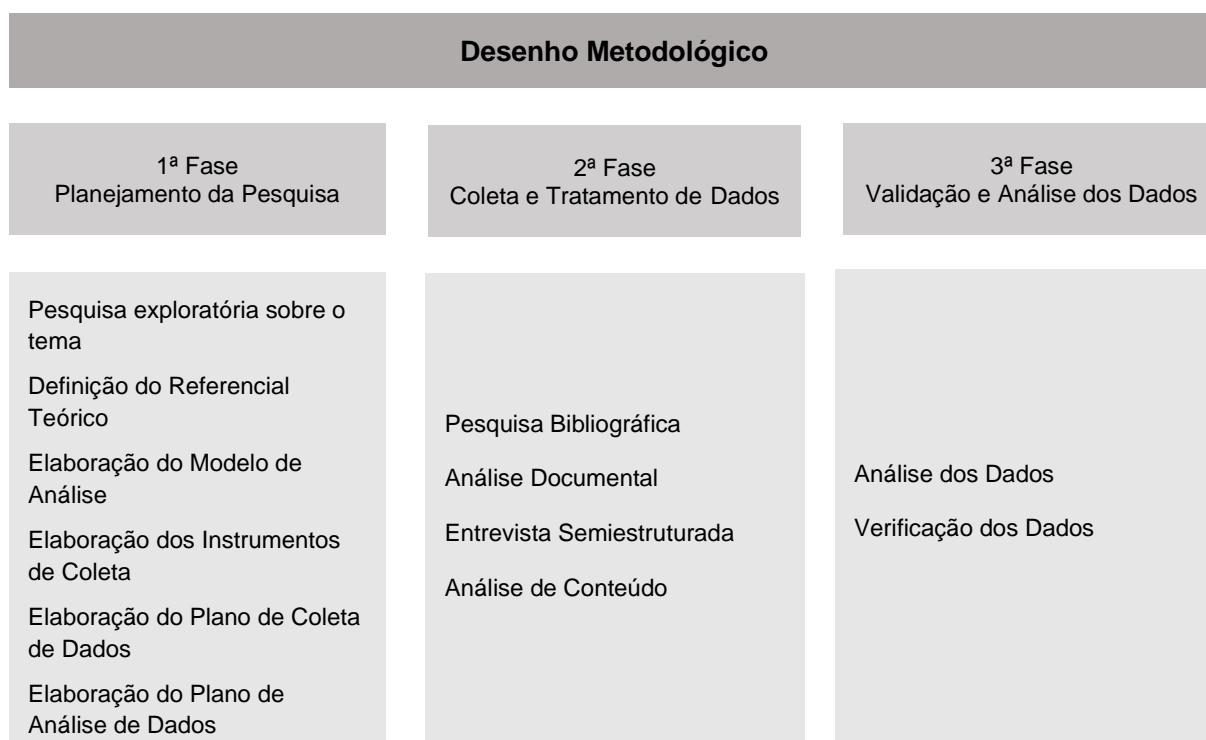 Desenho Metodológico
1ª Fase
Planejamento da Pesquisa
2ª Fase
Coleta e Tratamento de Dados
3ª Fase
Validação e Análise dos Dados
Pesquisa exploratória sobre o
tema
Definição do Referencial
Teórico
Elaboração do Modelo de
Análise
Elaboração dos Instrumentos
de Coleta
Elaboração do Plano de Coleta
de Dados
Elaboração do Plano de
Análise de Dados
Pesquisa Bibliográfica
Análise Documental
Entrevista Semiestruturada
Análise de Conteúdo
Análise dos Dados
Verificação dos Dados